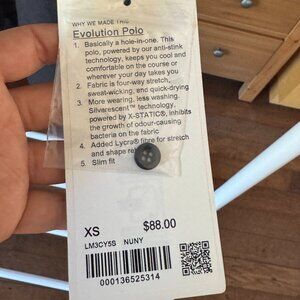 WHY WE MADE THIS
Evolution Polo
1. Basically a hole-in-one. This
polo, powered by our anti-stink
technology, keeps you cool and
comfortable on the course or
wherever your day takes you
2. Fabric is four-way stretch,
sweat-wicking, and quick-drying
3. More wearing, less washing.
Silverescent™ technology,
powered by X-STATIC®, inhibits
the growth of odour-causing
bacteria on the fabric
4. Added Lycra® fibre for stretch
and shape
5. Slim fit
XS $88.00
LM3CY5S NUNY
000136525314